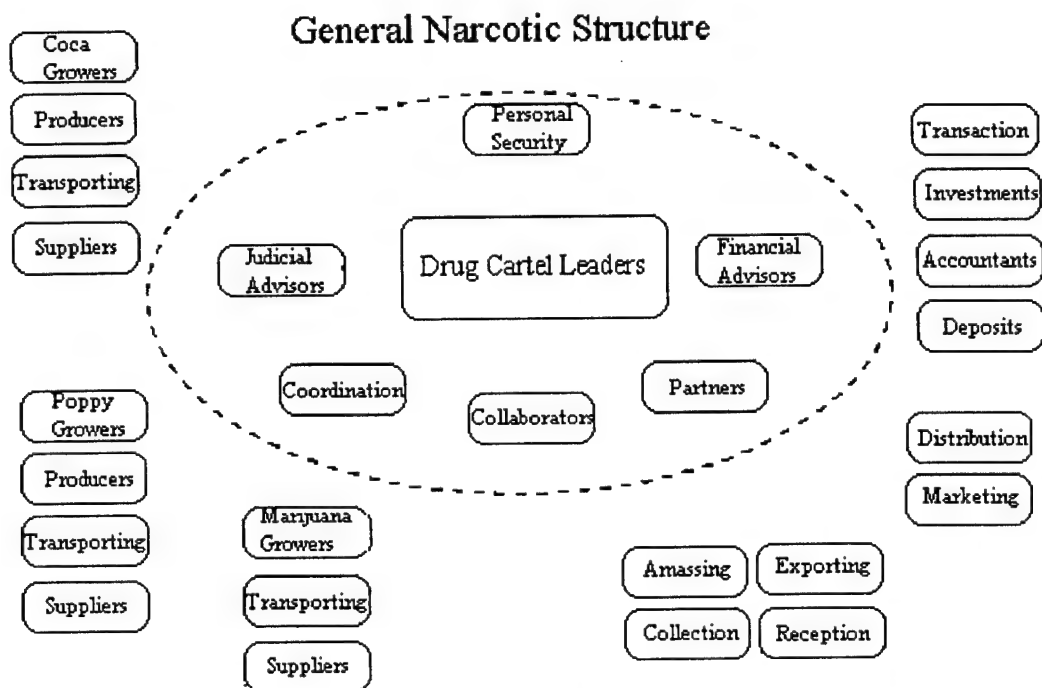 General Narcotic Structure
Coca
Growers
Producers
Transporting
Suppliers
Personal
Security
Judicial
Advisors
Drug Cartel Leaders
Financial
Advisors
Coordination
Collaborators
Partners
Transaction
Investments
Accountants
Deposits
Poppy
Growers
Producers
Transporting
Suppliers
Marijuana
Growers
Transporting
Suppliers
Distribution
Marketing
Amassing
Exporting
Collection
Reception